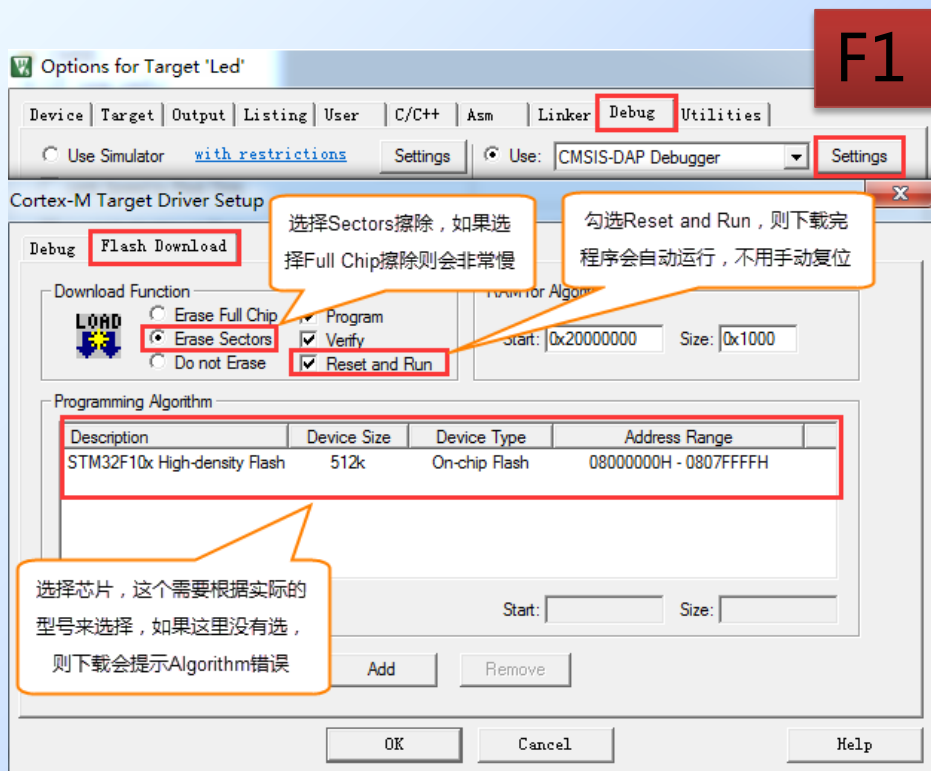 F1
Options for Target 'Led'
Device Target Output Listing User C/C++ Asm Linker Debug Utilities
Use Simulator with restrictions Settings Use: CMSIS-DAP Debugger Settings
Cortex-M Target Driver Setup
选择Sectors擦除，如果选
择Full Chip擦除则会非常慢
勾选Reset and Run，则下载完
程序会自动运行，不用手动复位
Debug Flash Download
Download Function
LOAD
Erase Full Chip
Erase Sectors
Do not Erase
Program
Verify
Reset and Run
RAM for Algo
Start: 0x20000000 Size: 0x1000
Programming Algorithm
Description Device Size Device Type Address Range
STM32F10x High-density Flash 512k On-chip Flash 08000000H - 0807FFFFH
选择芯片，这个需要根据实际的
型号来选择，如果这里没有选，
则下载会提示Algorithm错误
Start: Size:
Add Remove
OK Cancel Help